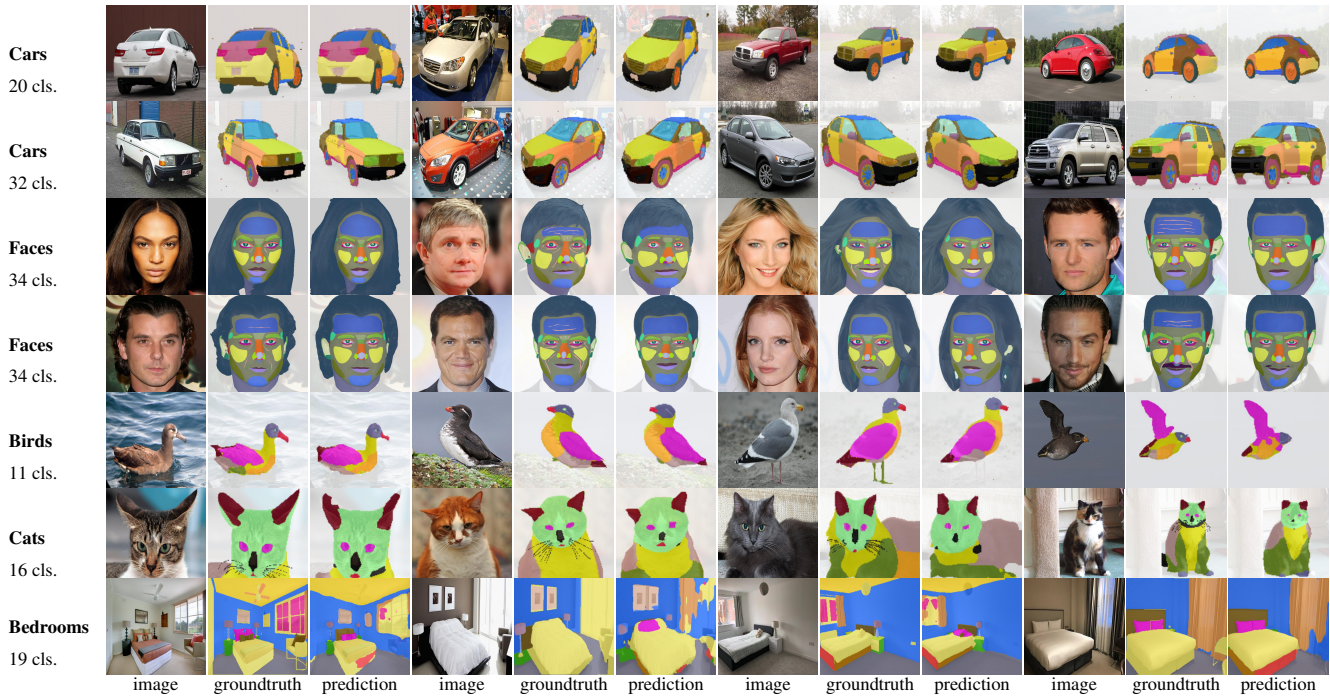 Cars
20 cls.
Cars
32 cls.
Faces
34 cls.
Faces
34 cls.
Birds
11 cls.
Cats
16 cls.
Bedrooms
19 cls.
image groundtruth prediction image groundtruth prediction image groundtruth prediction image groundtruth prediction